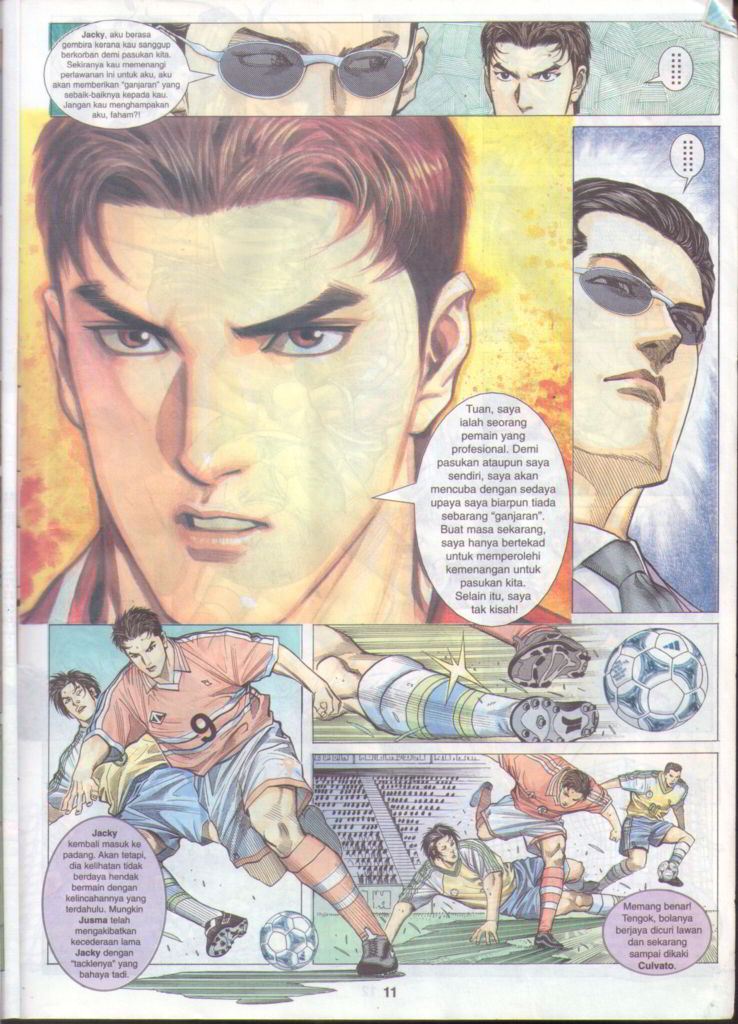 Jacky, aku berasa
gembira kerana kau sanggup
berkorban demi pasukan kita.
Sekiranya kau memenangi
perlawanan ini untuk aku, aku
akan memberikan "ganjaran" yang
sebaik-baiknya kepada kau.
Jangan kau menghampakan
aku, faham?!
Tuan, saya
ialah seorang
pemain yang
profesional. Demi
pasukan ataupun saya
sendiri, saya akan
mencuba dengan sedaya
upaya saya biarpun tiada
sebarang "ganjaran".
Buat masa sekarang,
saya hanya bertekad
untuk memperolehi
kemenangan untuk
pasukan kita.
Selain itu, saya
tak kisah!
9
Jacky
kembali masuk ke
padang. Akan tetapi,
dia kelihatan tidak
berdaya hendak
bermain dengan
kelincahannya yang
terdahulu. Mungkin
Jusma telah
mengakibatkan
kecederaan lama
Jacky dengan
"tacklenya" yang
bahaya tadi.
Memang benar!
Tengok, bolanya
berjaya dicuri lawan
dan sekarang
sampai dikaki
Culvato.
11